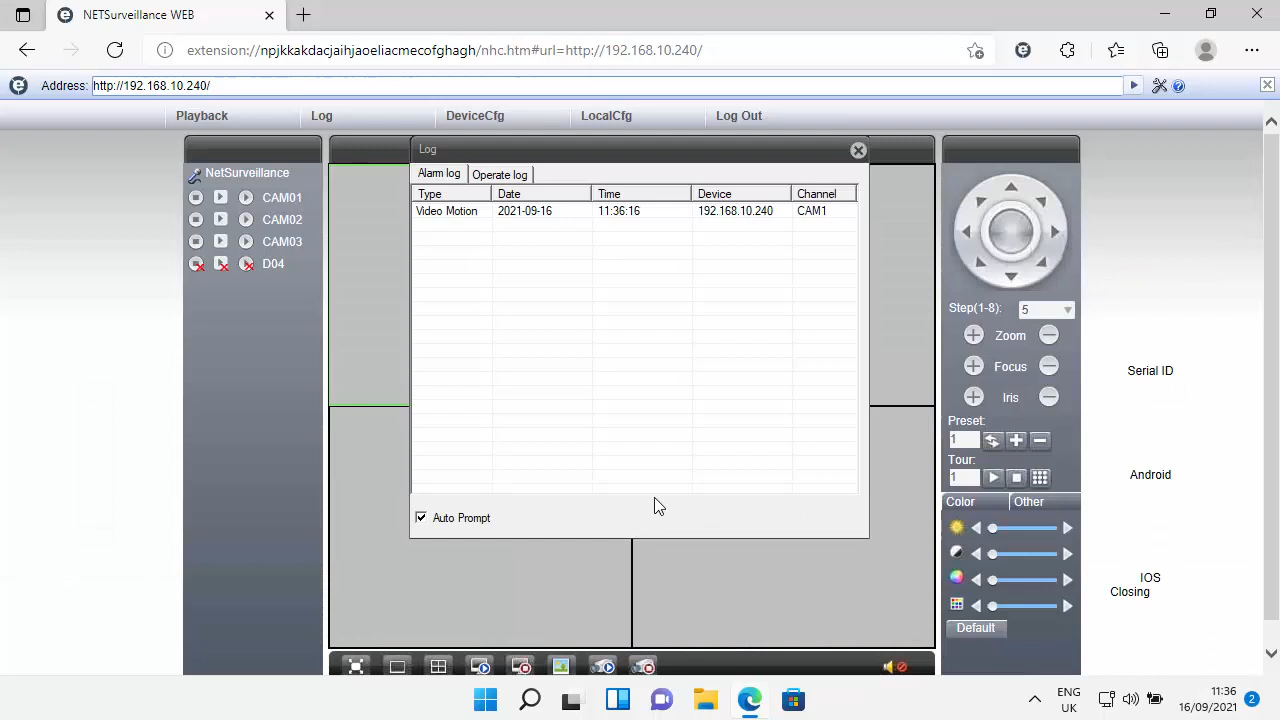 NETSurveillance WEB
extension://npjkkakdacjaihjaoeliacmecofghagh/nhc.htm#url=http://192.168.10.240/
Address: http://192.168.10.240/
Playback Log DeviceCfg LocalCfg Log Out
NetSurveillance
CAM01
CAM02
CAM03
D04
Log
Alarm log Operate log
Type Date Time Device Channel
Video Motion 2021-09-16 11:36:16 192.168.10.240 CAM1
Auto Prompt
Step(1-8): 5
Zoom
Focus
Iris
Preset:
1
Tour:
1
Color Other
Default
Serial ID
Android
IOS
Closing
ENG
UK
11:36
16/09/2021
2